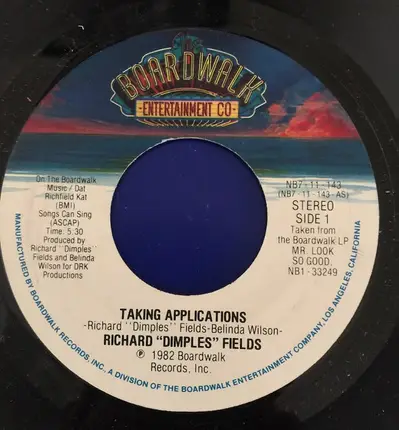 BOARDWALK
-ENTERTAINMENT CO-
On The Boardwalk
Music / Dat
Richfield Kat
(BMI)
Songs Can Sing
(ASCAP)
Time: 5:30
Produced by
Richard "Dimples"
Fields and Belinda
Wilson for DRK
Productions
NB7-11-143
(NB7-11-143-AS)
STEREO
SIDE 1
Taken from
the Boardwalk LP
MR. LOOK
SO GOOD.
NB1-33249
TAKING APPLICATIONS
-Richard "Dimples" Fields-Belinda Wilson-
RICHARD "DIMPLES" FIELDS
℗ 1982 Boardwalk
Records, Inc.
MANUFACTURED BY BOARDWALK RECORDS, INC. A DIVISION OF THE BOARDWALK ENTERTAINMENT COMPANY, LOS ANGELES, CALIFORNIA